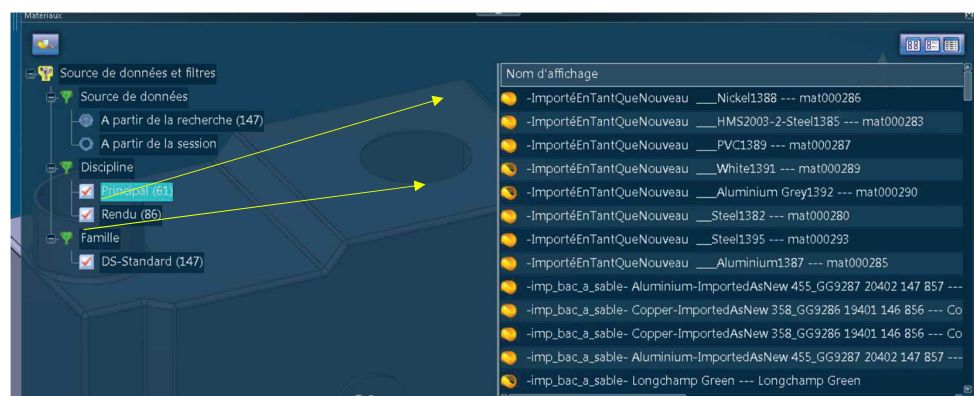 Matériaux
Source de données et filtres
Source de données
A partir de la recherche (147)
A partir de la session
Discipline
Principal (61)
Rendu (86)
Famille
DS-Standard (147)
Nom d'affichage
-ImportéEnTantQueNouveau ___Nickel1388 --- mat000286
-ImportéEnTantQueNouveau ___HMS2003-2-Steel1385 --- mat000283
-ImportéEnTantQueNouveau ___PVC1389 --- mat000287
-ImportéEnTantQueNouveau ___White1391 --- mat000289
-ImportéEnTantQueNouveau ___Aluminium Grey1392 --- mat000290
-ImportéEnTantQueNouveau __Steel1382 --- mat000280
-ImportéEnTantQueNouveau __Steel1395 --- mat000293
-ImportéEnTantQueNouveau ___Aluminium1387 --- mat000285
-imp_bac_a_sable- Aluminium-ImportedAsNew 455_GG9287 20402 147 857 ---
-imp_bac_a_sable- Copper-ImportedAsNew 358_GG9286 19401 146 856 --- Co
-imp_bac_a_sable- Copper-ImportedAsNew 358_GG9286 19401 146 856 --- Co
-imp_bac_a_sable- Aluminium-ImportedAsNew 455_GG9287 20402 147 857 ---
-imp_bac_a_sable- Longchamp Green --- Longchamp Green